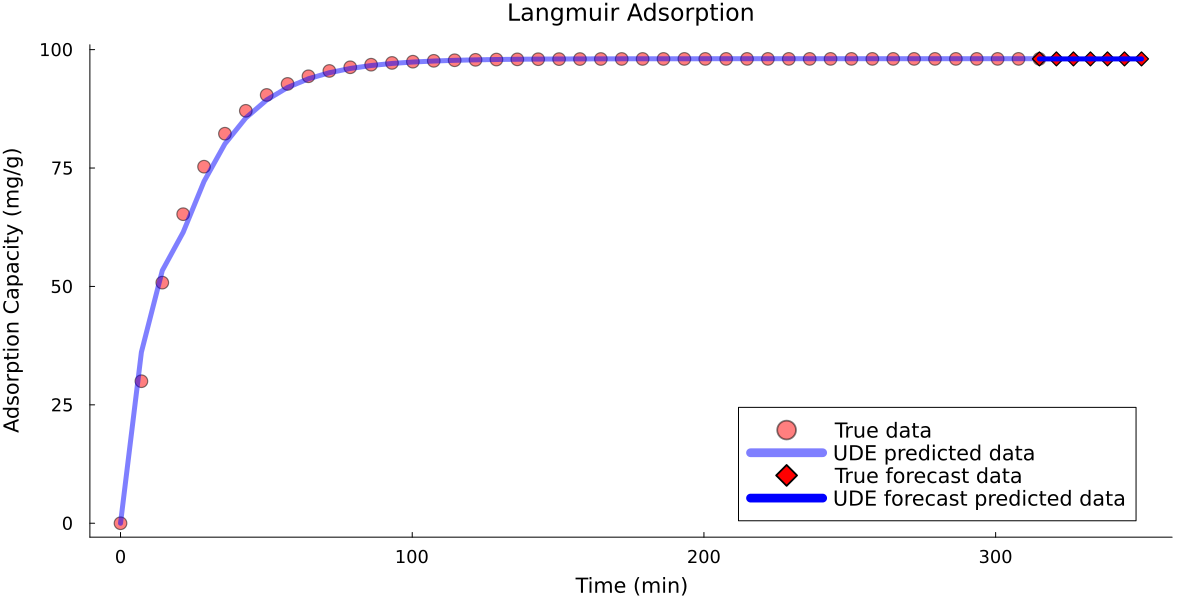 Langmuir Adsorption
Adsorption Capacity (mg/g)
100
75
50
25
0
0 100 200 300
Time (min)
True data
UDE predicted data
True forecast data
UDE forecast predicted data